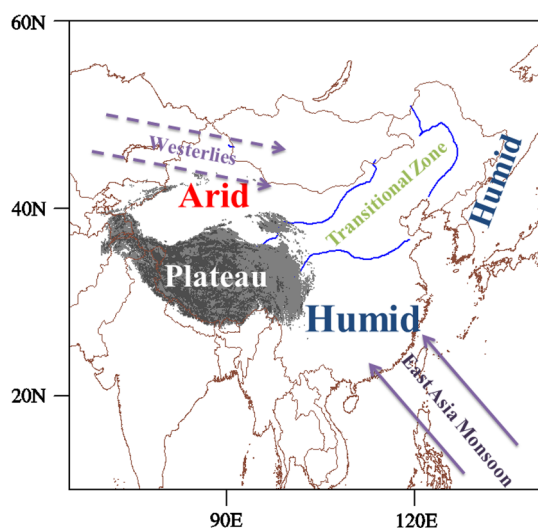 60N
Westerlies
Humid
Arid
Transitional Zone
40N
Plateau
Humid
East Asia Monsoon
20N
90E
120E